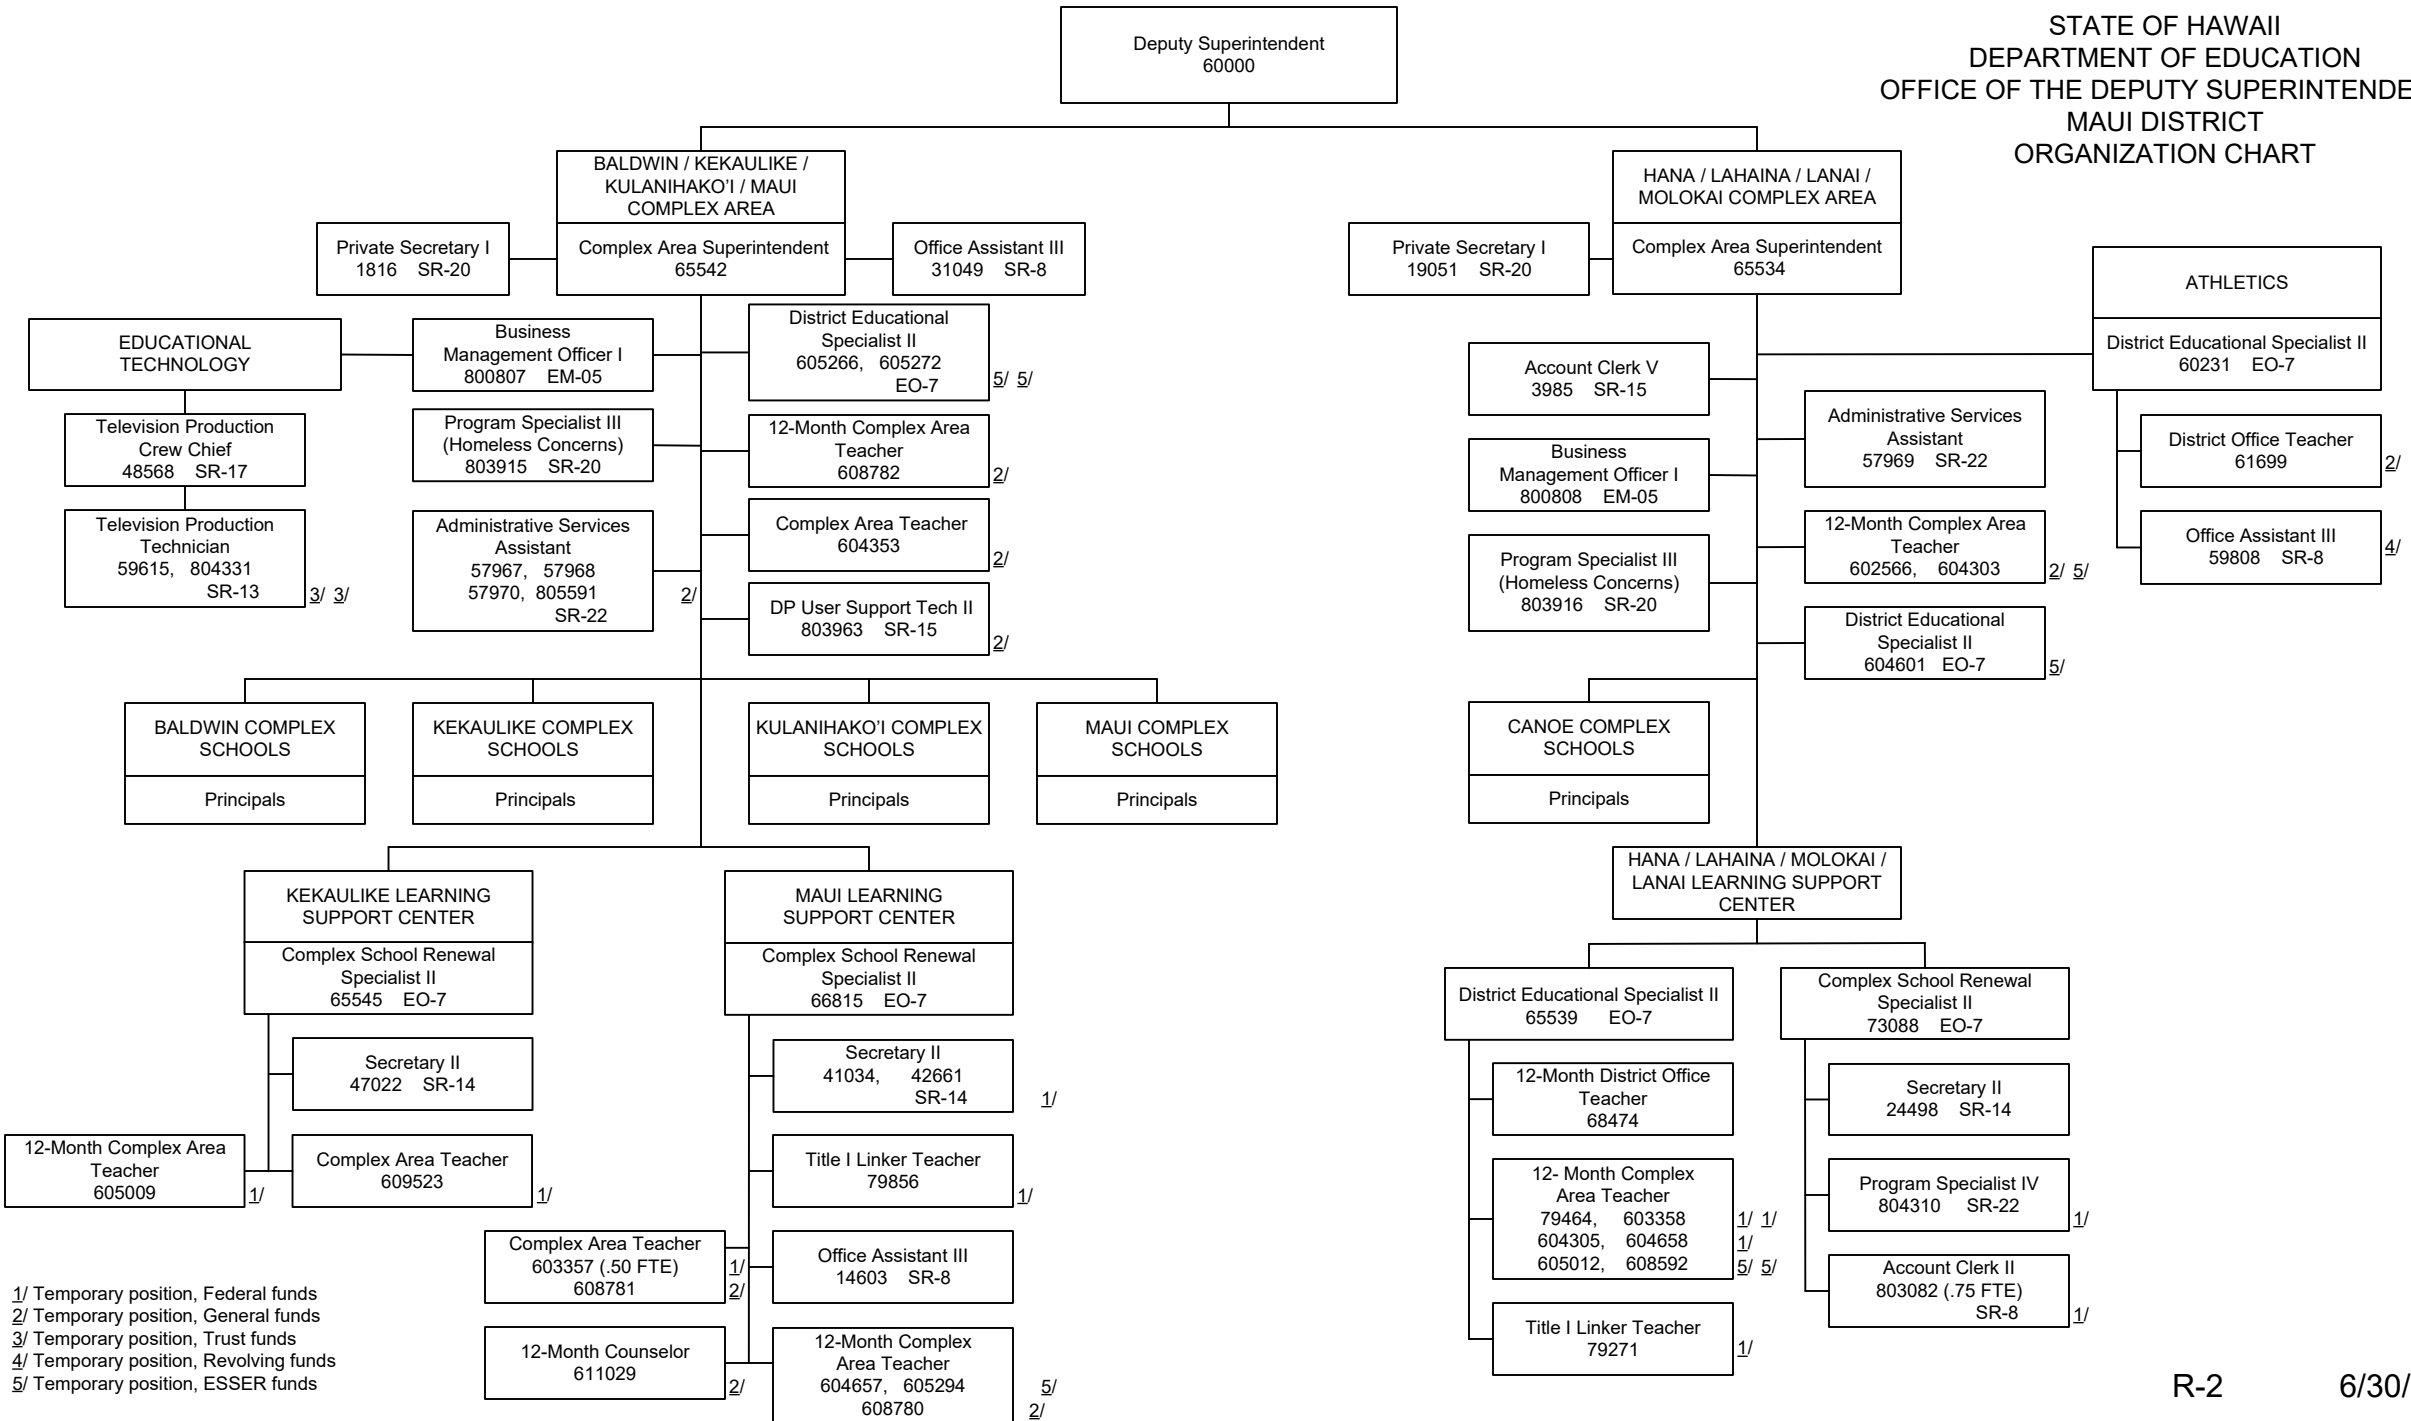 STATE OF HAWAII
DEPARTMENT OF EDUCATION
OFFICE OF THE DEPUTY SUPERINTENDE
MAUI DISTRICT
ORGANIZATION CHART
Deputy Superintendent
60000
BALDWIN / KEKAULIKE /
KULANIHAKO’I / MAUI
COMPLEX AREA
Complex Area Superintendent
65542
Private Secretary I
1816 SR-20
Office Assistant III
31049 SR-8
EDUCATIONAL
TECHNOLOGY
Television Production
Crew Chief
48568 SR-17
Television Production
Technician
59615, 804331
SR-13
3/ 3/
Business
Management Officer I
800807 EM-05
Program Specialist III
(Homeless Concerns)
803915 SR-20
Administrative Services
Assistant
57967, 57968
57970, 805591
SR-22
2/
District Educational
Specialist II
605266, 605272
EO-7
5/ 5/
12-Month Complex Area
Teacher
608782
2/
Complex Area Teacher
604353
2/
DP User Support Tech II
803963 SR-15
2/
BALDWIN COMPLEX
SCHOOLS
Principals
KEKAULIKE COMPLEX
SCHOOLS
Principals
KULANIHAKO’I COMPLEX
SCHOOLS
Principals
MAUI COMPLEX
SCHOOLS
Principals
KEKAULIKE LEARNING
SUPPORT CENTER
Complex School Renewal
Specialist II
65545 EO-7
Secretary II
47022 SR-14
12-Month Complex Area
Teacher
605009
1/
Complex Area Teacher
609523
1/
MAUI LEARNING
SUPPORT CENTER
Complex School Renewal
Specialist II
66815 EO-7
Secretary II
41034, 42661
SR-14
1/
Title I Linker Teacher
79856
1/
Complex Area Teacher
603357 (.50 FTE)
608781
1/
2/
Office Assistant III
14603 SR-8
12-Month Counselor
611029
2/
12-Month Complex
Area Teacher
604657, 605294
608780
5/
2/
HANA / LAHAINA / LANAI /
MOLOKAI COMPLEX AREA
Complex Area Superintendent
65534
Private Secretary I
19051 SR-20
ATHLETICS
District Educational Specialist II
60231 EO-7
District Office Teacher
61699
2/
Office Assistant III
59808 SR-8
4/
Account Clerk V
3985 SR-15
Business
Management Officer I
800808 EM-05
Program Specialist III
(Homeless Concerns)
803916 SR-20
Administrative Services
Assistant
57969 SR-22
12-Month Complex Area
Teacher
602566, 604303
2/ 5/
District Educational
Specialist II
604601 EO-7
5/
CANOE COMPLEX
SCHOOLS
Principals
HANA / LAHAINA / MOLOKAI /
LANAI LEARNING SUPPORT
CENTER
District Educational Specialist II
65539 EO-7
12-Month District Office
Teacher
68474
12- Month Complex
Area Teacher
79464, 603358
604305, 604658
605012, 608592
1/ 1/
1/
5/ 5/
Title I Linker Teacher
79271
1/
Complex School Renewal
Specialist II
73088 EO-7
Secretary II
24498 SR-14
Program Specialist IV
804310 SR-22
1/
Account Clerk II
803082 (.75 FTE)
SR-8
1/
1/ Temporary position, Federal funds
2/ Temporary position, General funds
3/ Temporary position, Trust funds
4/ Temporary position, Revolving funds
5/ Temporary position, ESSER funds
R-2 6/30/